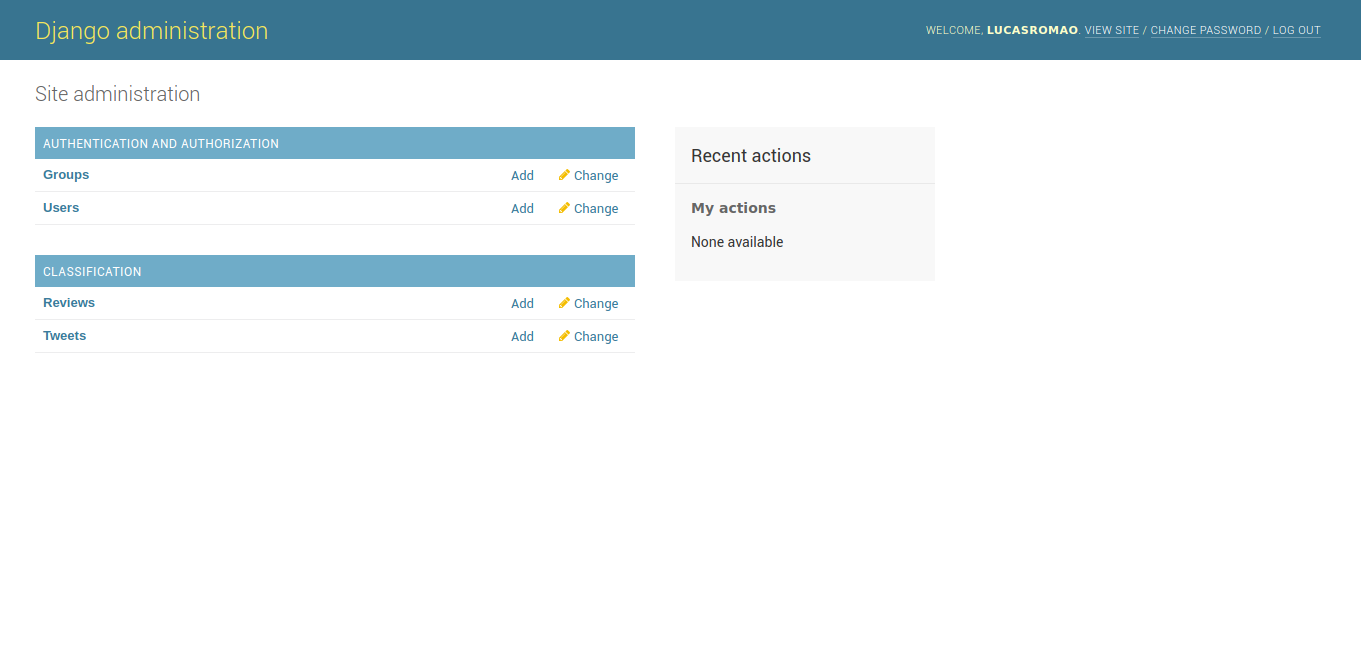 Django administration
WELCOME, LUCASROMAO. VIEW SITE / CHANGE PASSWORD / LOG OUT
Site administration
AUTHENTICATION AND AUTHORIZATION
Groups Add Change
Users Add Change
CLASSIFICATION
Reviews Add Change
Tweets Add Change
Recent actions
My actions
None available